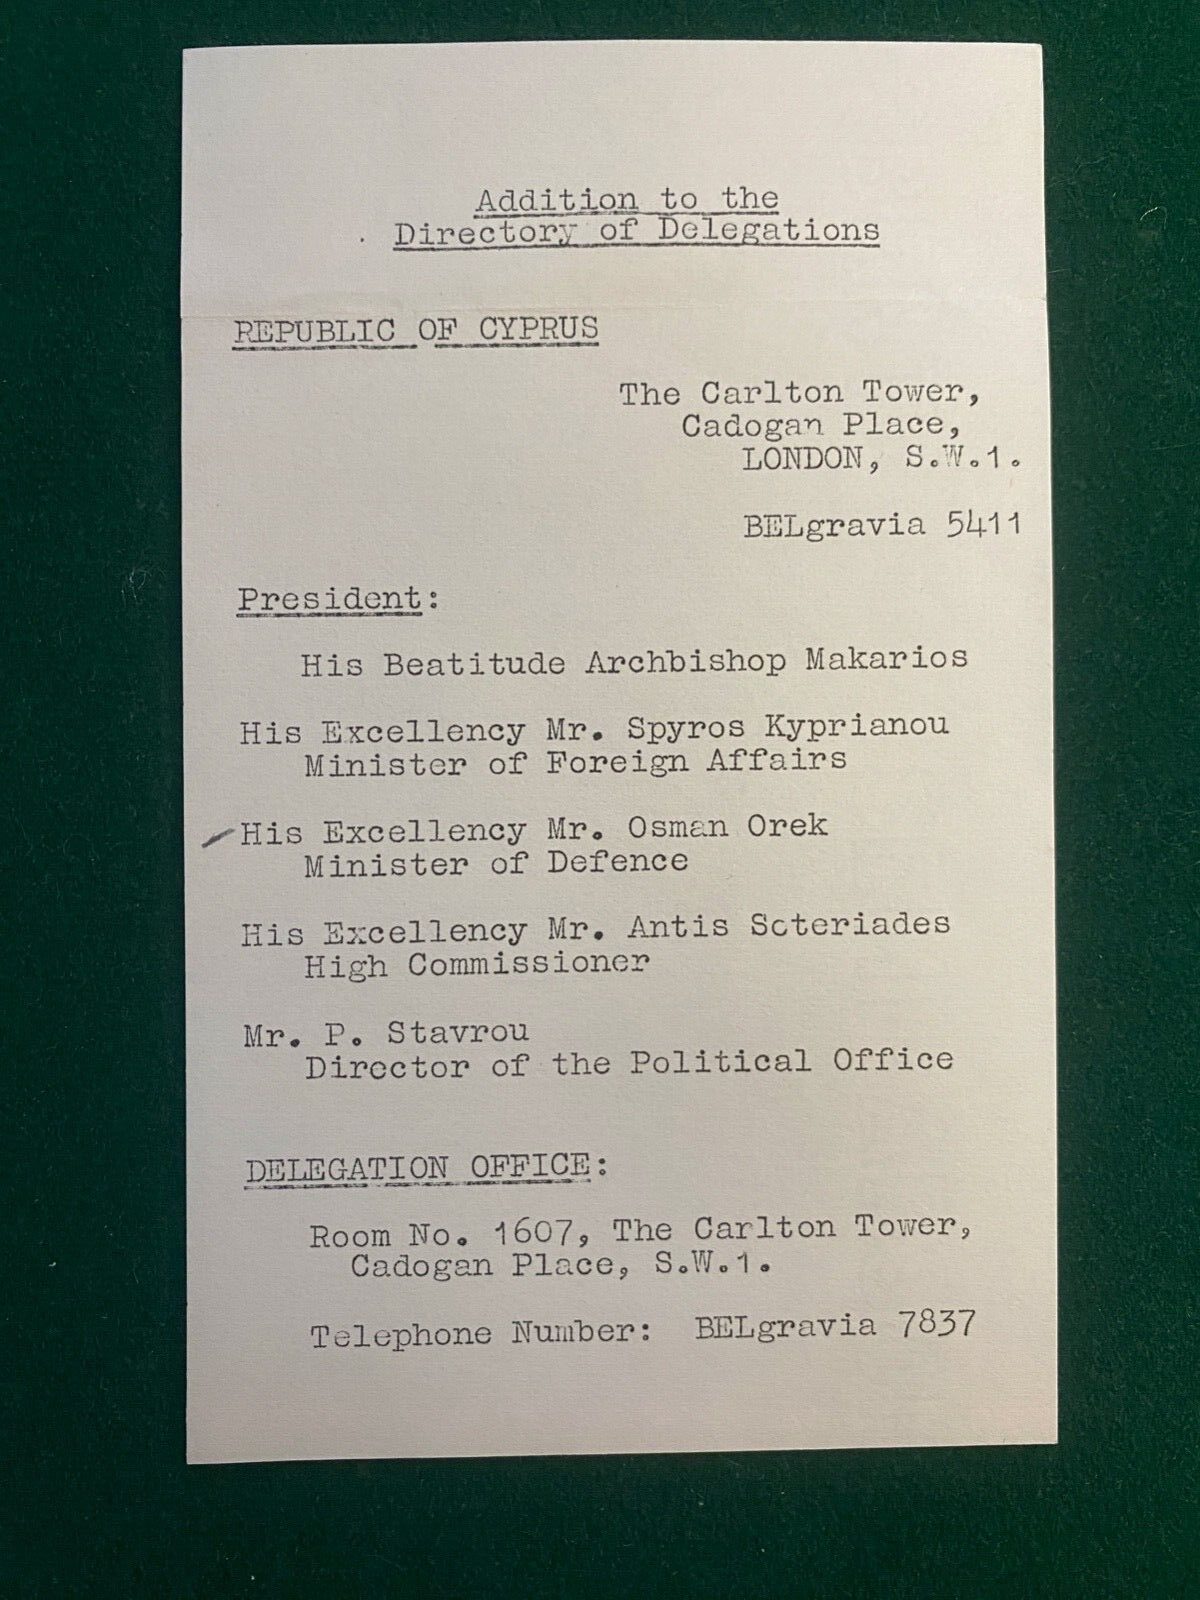 Addition to the
Directory of Delegations
REPUBLIC OF CYPRUS
The Carlton Tower,
Cadogan Place,
LONDON, S.W.1.
BELgravia 5411
President:
His Beatitude Archbishop Makarios
His Excellency Mr. Spyros Kyprianou
Minister of Foreign Affairs
His Excellency Mr. Osman Orek
Minister of Defence
His Excellency Mr. Antis Soteriades
High Commissioner
Mr. P. Stavrou
Director of the Political Office
DELEGATION OFFICE:
Room No. 1607, The Carlton Tower,
Cadogan Place, S.W.1.
Telephone Number: BELgravia 7837